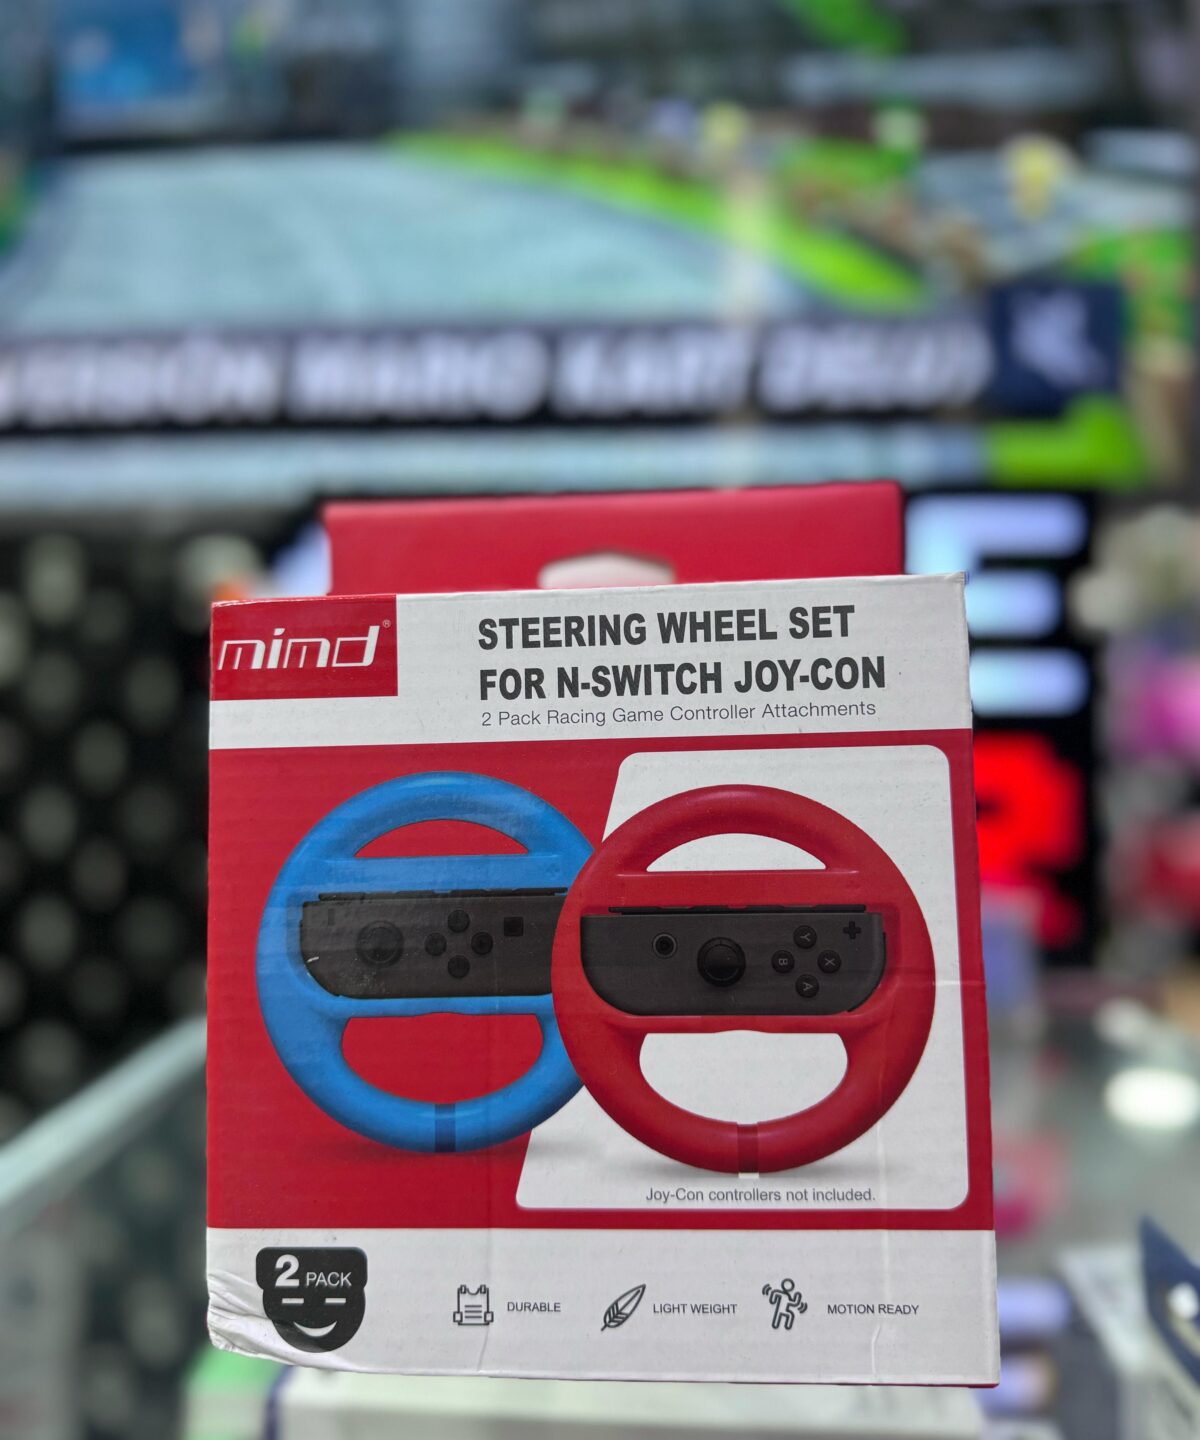 mimd®
STEERING WHEEL SET
FOR N-SWITCH JOY-CON
2 Pack Racing Game Controller Attachments
Y
X
B
A
Joy-Con controllers not included.
2 PACK
DURABLE
LIGHT WEIGHT
MOTION READY